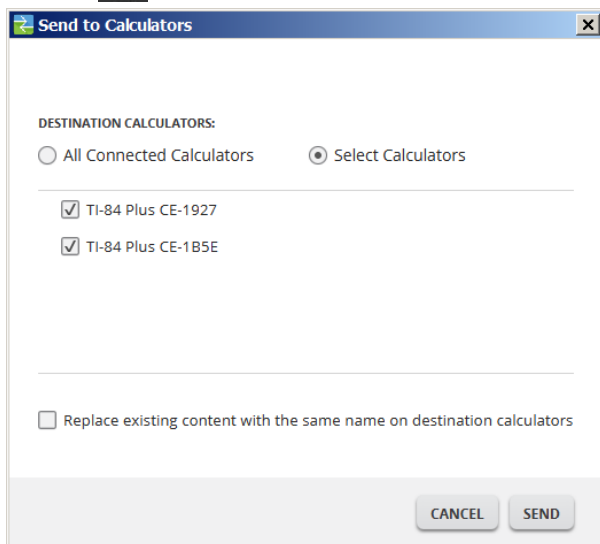 Send to Calculators
DESTINATION CALCULATORS:
All Connected Calculators Select Calculators
TI-84 Plus CE-1927
TI-84 Plus CE-1B5E
Replace existing content with the same name on destination calculators
CANCEL SEND